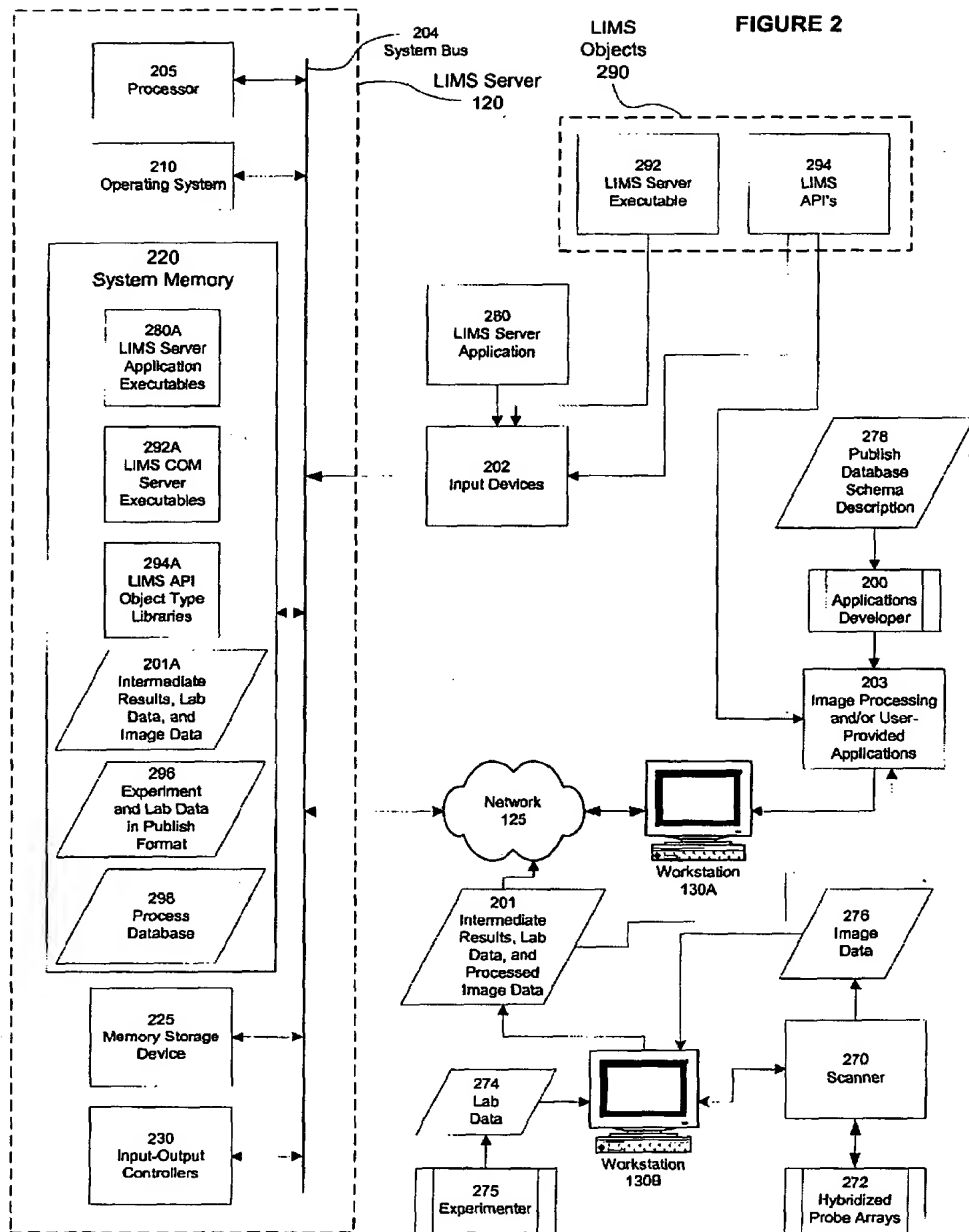 FIGURE 2
204
System Bus
LIMS Server
120
LIMS
Objects
290
205
Processor
210
Operating System
220
System Memory
280A
LIMS Server
Application
Executables
292A
LIMS COM
Server
Executables
294A
LIMS API
Object Type
Libraries
201A
Intermediate
Results, Lab
Data, and
Image Data
296
Experiment
and Lab Data
in Publish
Format
298
Process
Database
225
Memory Storage
Device
230
Input-Output
Controllers
292
LIMS Server
Executable
294
LIMS
API's
280
LIMS Server
Application
202
Input Devices
278
Publish
Database
Schema
Description
200
Applications
Developer
203
Image Processing
and/or User-
Provided
Applications
Network
125
Workstation
130A
201
Intermediate
Results, Lab
Data, and
Processed
Image Data
276
Image
Data
274
Lab
Data
Workstation
130B
270
Scanner
275
Experimenter
272
Hybridized
Probe Arrays